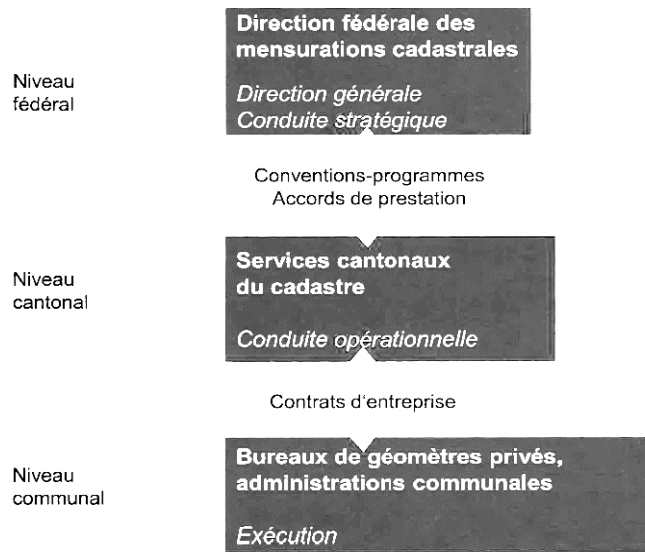 Niveau
fédéral
Direction fédérale des
mensurations cadastrales
Direction générale
Conduite stratégique
Conventions-programmes
Accords de prestation
Niveau
cantonal
Services cantonaux
du cadastre
Conduite opérationnelle
Contrats d'entreprise
Niveau
communal
Bureaux de géomètres privés,
administrations communales
Exécution